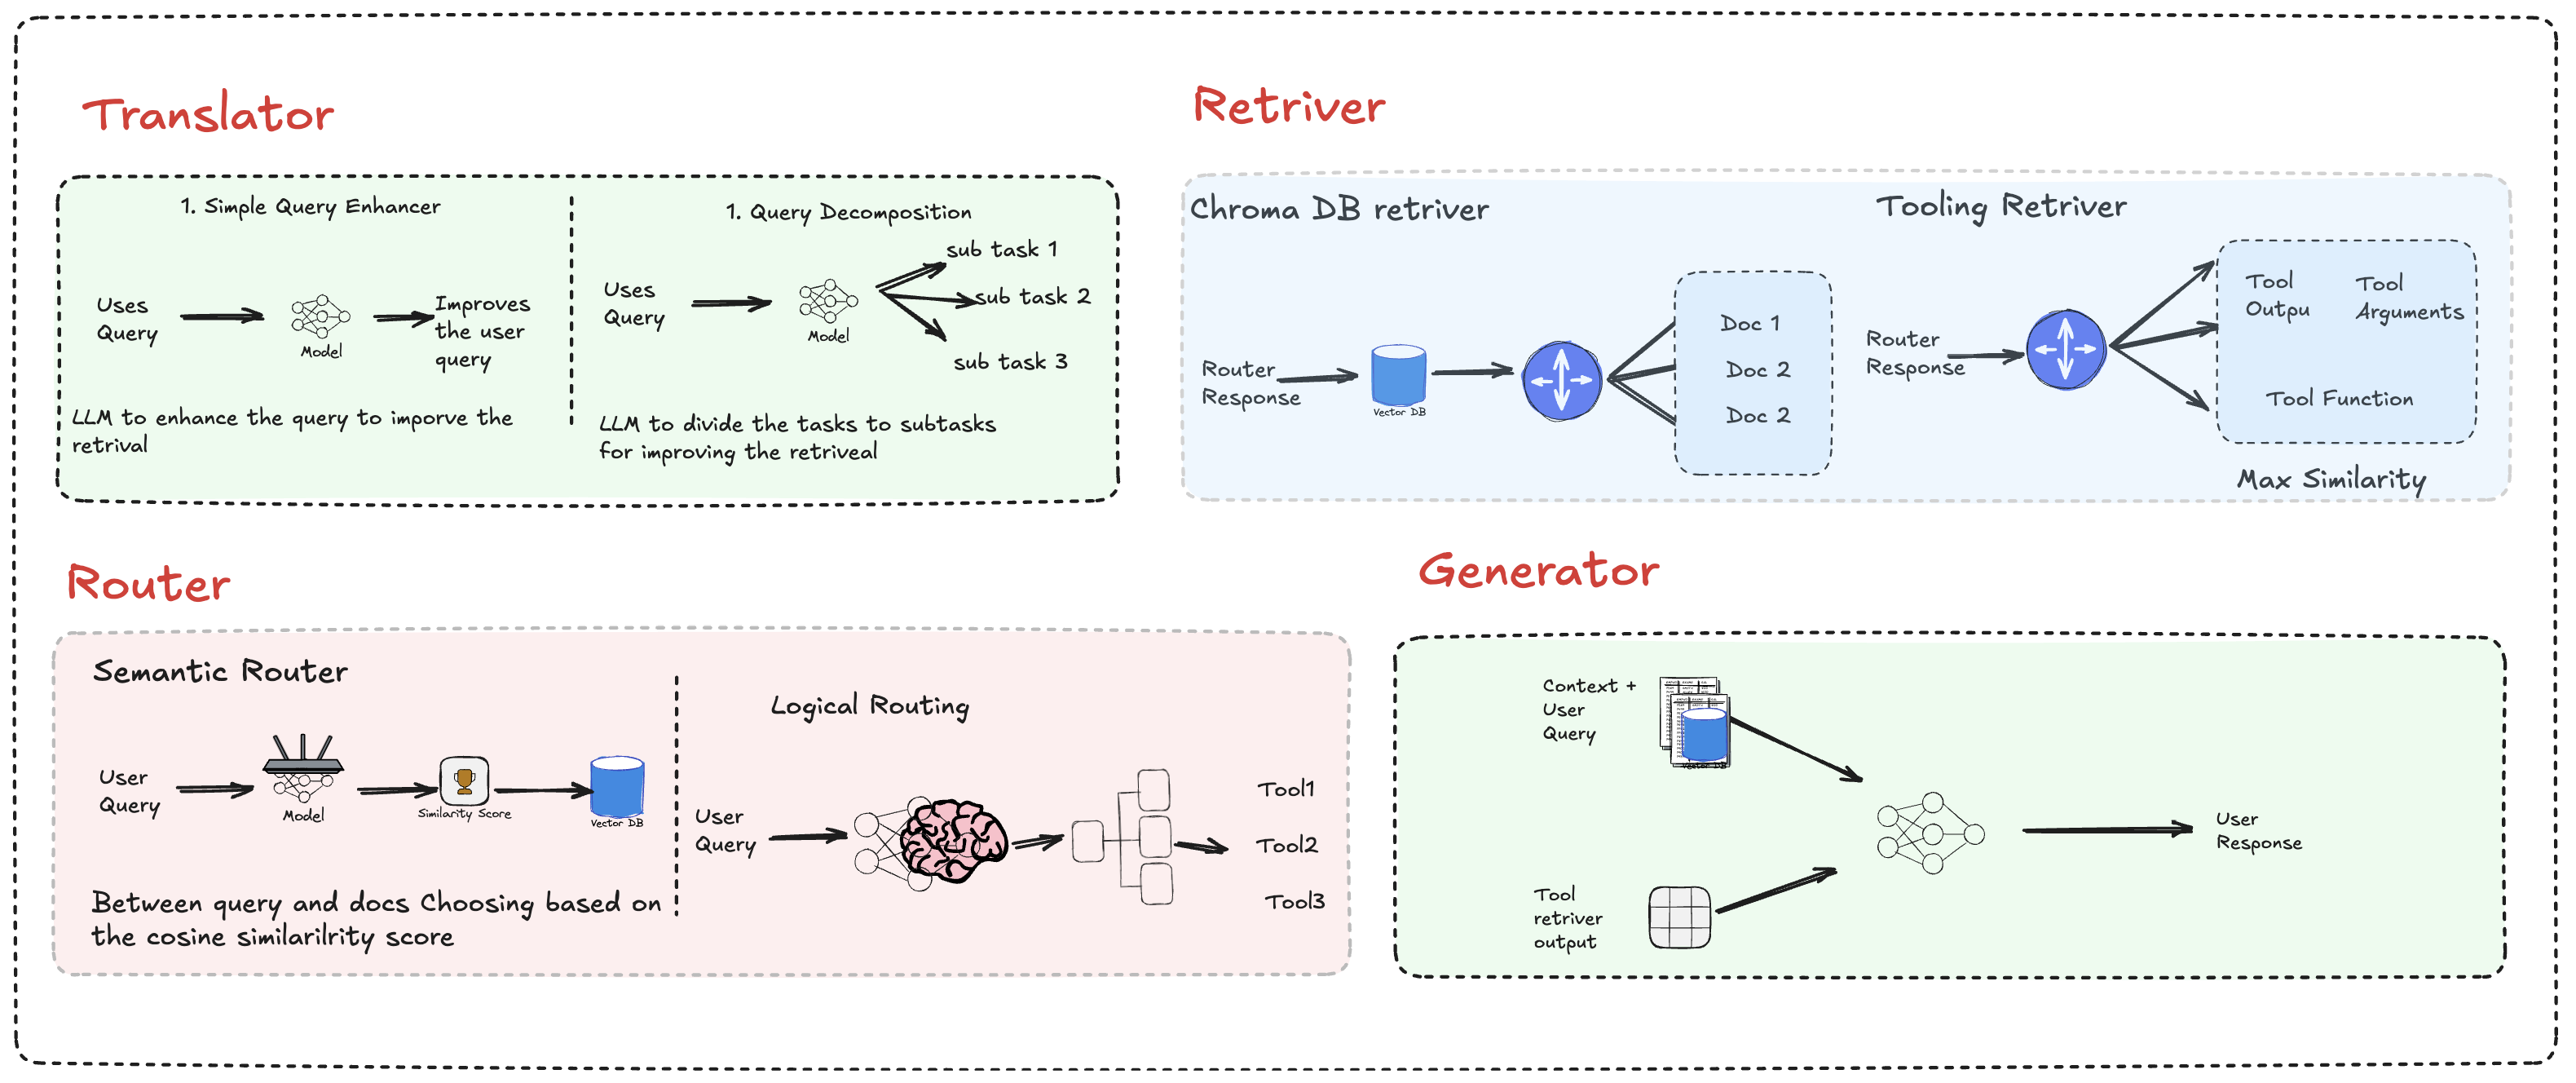 Translator
1. Simple Query Enhancer
Uses
Query
Model
Improves
the user
query
LLM to enhance the query to imporve the
retrival
1. Query Decomposition
Uses
Query
Model
sub task 1
sub task 2
sub task 3
LLM to divide the tasks to subtasks
for improving the retriveal
Retriver
Chroma DB retriver
Router
Response
Vector DB
Doc 1
Doc 2
Doc 2
Tooling Retriver
Router
Response
Tool
Outpu
Tool
Arguments
Tool Function
Max Similarity
Router
Semantic Router
User
Query
Model
Similarity Score
Vector DB
Between query and docs Choosing based on
the cosine similarilrity score
Logical Routing
User
Query
Tool1
Tool2
Tool3
Generator
Context +
User
Query
Vector DB
Tool
retriver
output
User
Response